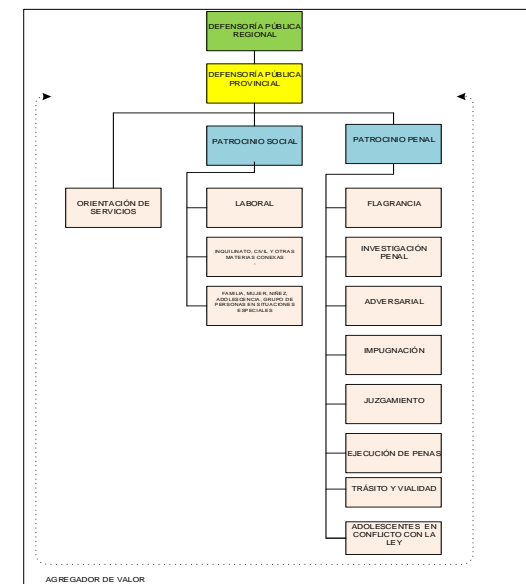 DEFENSORÍA PÚBLICA
REGIONAL
DEFENSORÍA PÚBLICA
PROVINCIAL
PATROCINIO SOCIAL
PATROCINIO PENAL
ORIENTACIÓN DE
SERVICIOS
LABORAL
INQUILINATO, CIVIL Y OTRAS
MATERIAS CONEXAS
FAMILIA, MUJER, NIÑEZ,
ADOLESCENCIA, GRUPO DE
PERSONAS EN SITUACIONES
ESPECIALES
FLAGRANCIA
INVESTIGACIÓN
PENAL
ADVERSARIAL
IMPUGNACIÓN
JUZGAMIENTO
EJECUCIÓN DE PENAS
TRÁSITO Y VIALIDAD
ADOLESCENTES EN
CONFLICTO CON LA
LEY
AGREGADOR DE VALOR